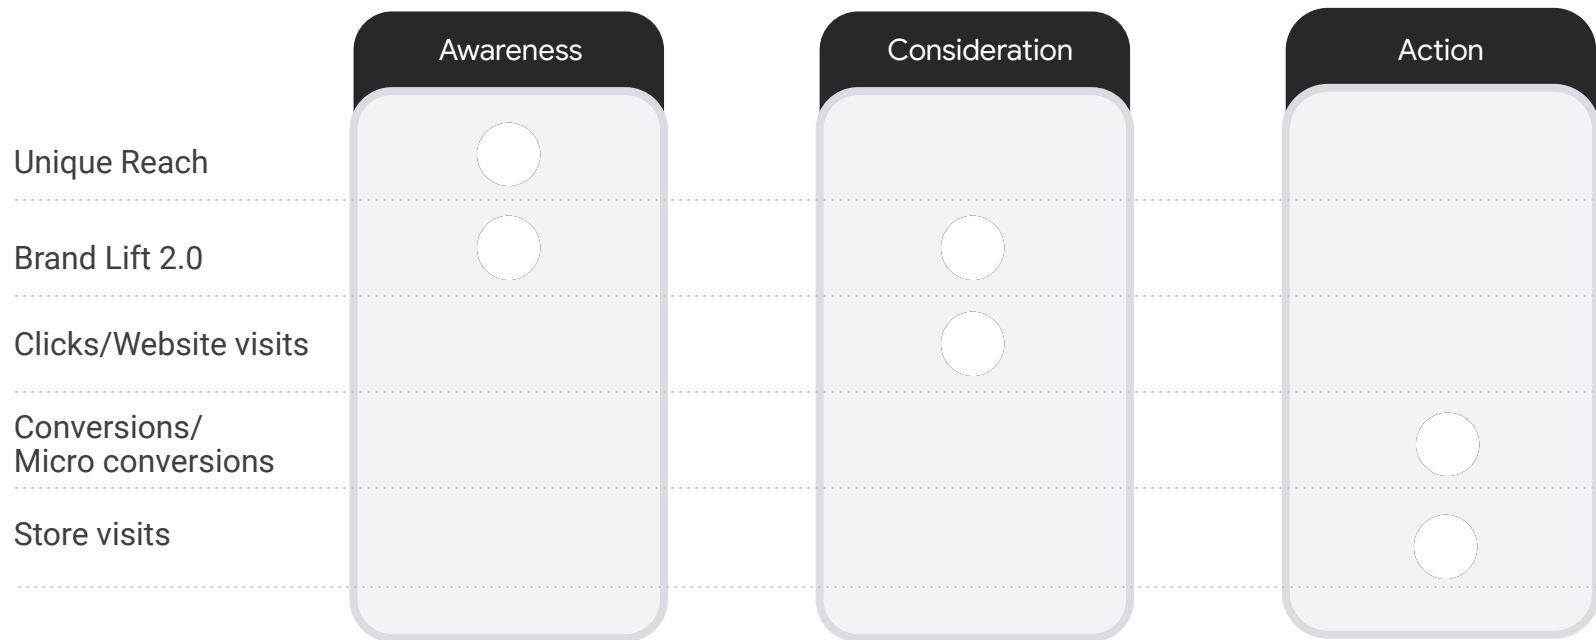 Awareness
Consideration
Action
Unique Reach
Brand Lift 2.0
Clicks/Website visits
Conversions/
Micro conversions
Store visits